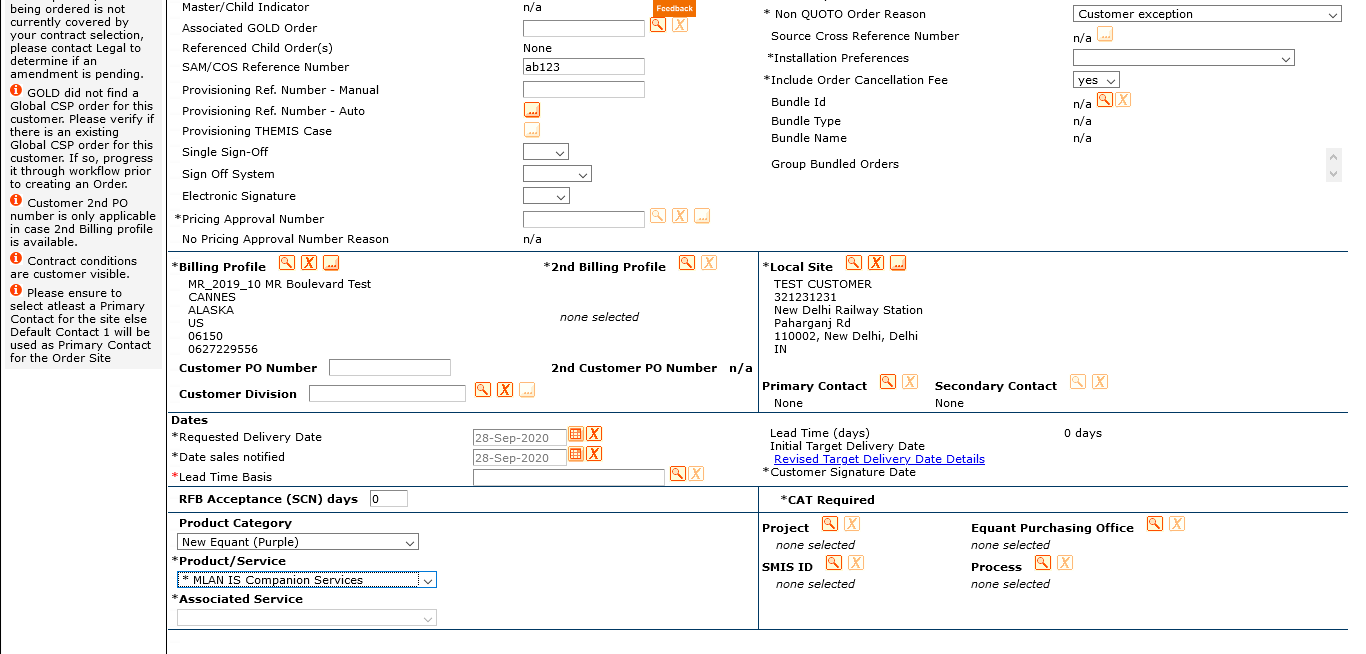 being ordered is not
currently covered by
your contract selection,
please contact Legal to
determine if an
amendment is pending.
GOLD did not find a
Global CSP order for this
customer. Please verify if
there is an existing
Global CSP order for this
customer. If so, progress
it through workflow prior
to creating an Order.
Customer 2nd PO
number is only applicable
in case 2nd Billing profile
is available.
Contract conditions
are customer visible.
Please ensure to
select atleast a Primary
Contact for the site else
Default Contact 1 will be
used as Primary Contact
for the Order Site
Master/Child Indicator n/a
Feedback
Associated GOLD Order
Referenced Child Order(s) None
SAM/COS Reference Number ab123
Provisioning Ref. Number - Manual
Provisioning Ref. Number - Auto ...
Provisioning THEMIS Case ...
Single Sign-Off
Sign Off System
Electronic Signature
*Pricing Approval Number X ...
No Pricing Approval Number Reason n/a
* Non QUOTO Order Reason Customer exception
Source Cross Reference Number n/a ...
*Installation Preferences
*Include Order Cancellation Fee yes
Bundle Id n/a X
Bundle Type n/a
Bundle Name n/a
Group Bundled Orders
*Billing Profile X ...
MR_2019_10 MR Boulevard Test
CANNES
ALASKA
US
06150
0627229556
*2nd Billing Profile X
none selected
Customer PO Number
2nd Customer PO Number n/a
Customer Division X ...
*Local Site X ...
TEST CUSTOMER
321231231
New Delhi Railway Station
Paharganj Rd
110002, New Delhi, Delhi
IN
Primary Contact X Secondary Contact X
None None
Dates
*Requested Delivery Date 28-Sep-2020 X
*Date sales notified 28-Sep-2020 X
*Lead Time Basis X
Lead Time (days) 0 days
Initial Target Delivery Date
Revised Target Delivery Date Details
*Customer Signature Date
RFB Acceptance (SCN) days 0
*CAT Required
Product Category
New Equant (Purple)
*Product/Service
* MLAN IS Companion Services
*Associated Service
Project X Equant Purchasing Office X
none selected none selected
SMIS ID X Process X
none selected none selected